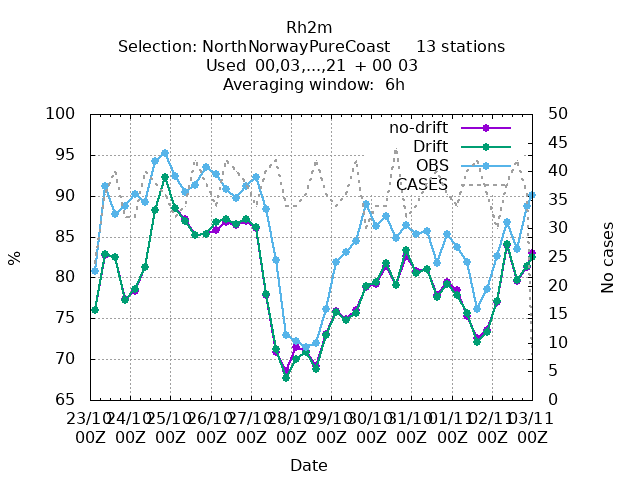 Rh2m
Selection: NorthNorwayPureCoast 13 stations
Used 00,03,...,21 + 00 03
Averaging window: 6h
no-drift
Drift
OBS
CASES
100
95
90
85
80
75
70
65
%
50
45
40
35
30
25
20
15
10
5
0
No cases
23/10 24/10 25/10 26/10 27/10 28/10 29/10 30/10 31/10 01/11 02/11 03/11
00Z 00Z 00Z 00Z 00Z 00Z 00Z 00Z 00Z 00Z 00Z 00Z
Date